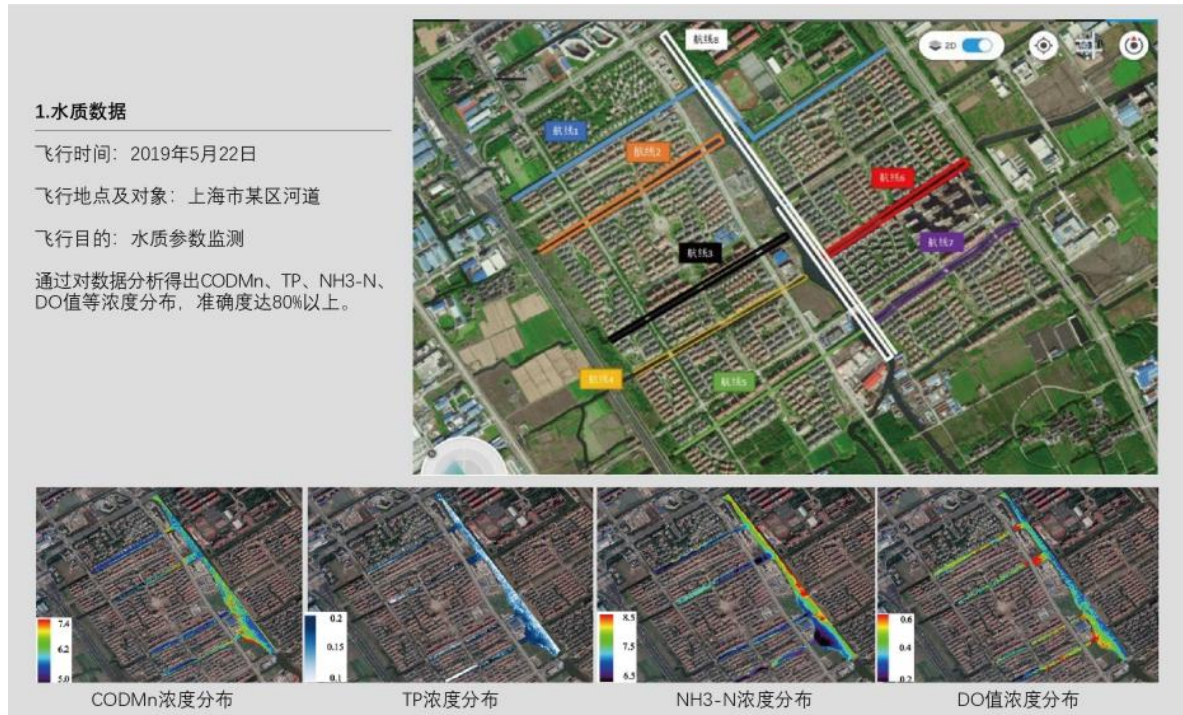 1.水质数据
飞行时间：2019年5月22日
飞行地点及对象：上海市某区河道
飞行目的：水质参数监测
通过对数据分析得出CODMn、TP、NH3-N、
DO值等浓度分布，准确度达80%以上。
航线8
2D
航线1
航线2
航线6
航线3
航线7
航线4
航线5
7.4
6.2
5.0
0.2
0.15
0.1
8.5
7.5
6.5
0.6
0.4
0.2
CODMn浓度分布
TP浓度分布
NH3-N浓度分布
DO值浓度分布